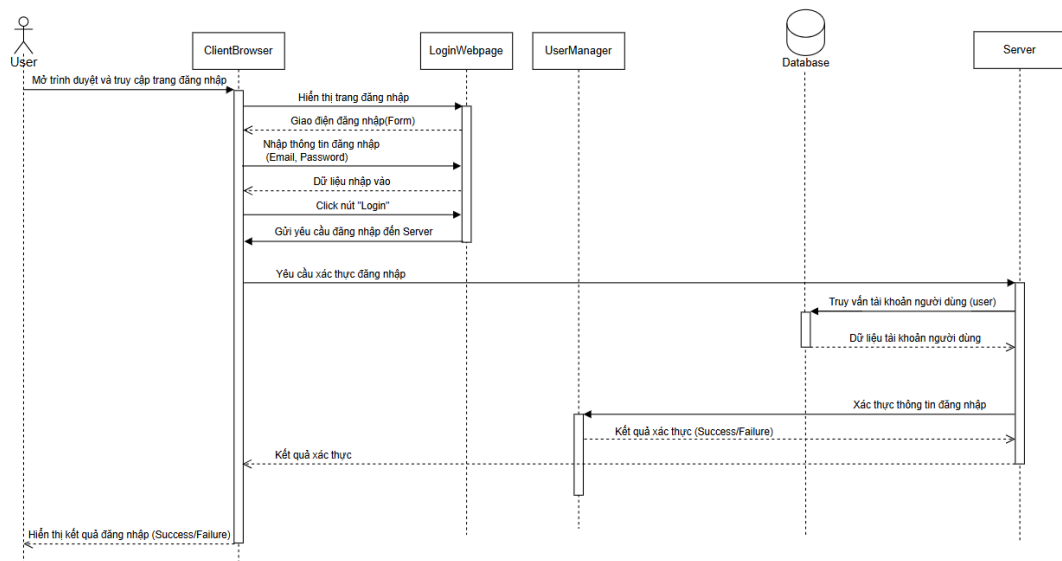 User
ClientBrowser
LoginWebpage
UserManager
Database
Server
Mở trình duyệt và truy cập trang đăng nhập
Hiển thị trang đăng nhập
Giao diện đăng nhập(Form)
Nhập thông tin đăng nhập
(Email, Password)
Dữ liệu nhập vào
Click nút "Login"
Gửi yêu cầu đăng nhập đến Server
Yêu cầu xác thực đăng nhập
Truy vấn tài khoản người dùng (user)
Dữ liệu tài khoản người dùng
Xác thực thông tin đăng nhập
Kết quả xác thực (Success/Failure)
Kết quả xác thực
Hiển thị kết quả đăng nhập (Success/Failure)